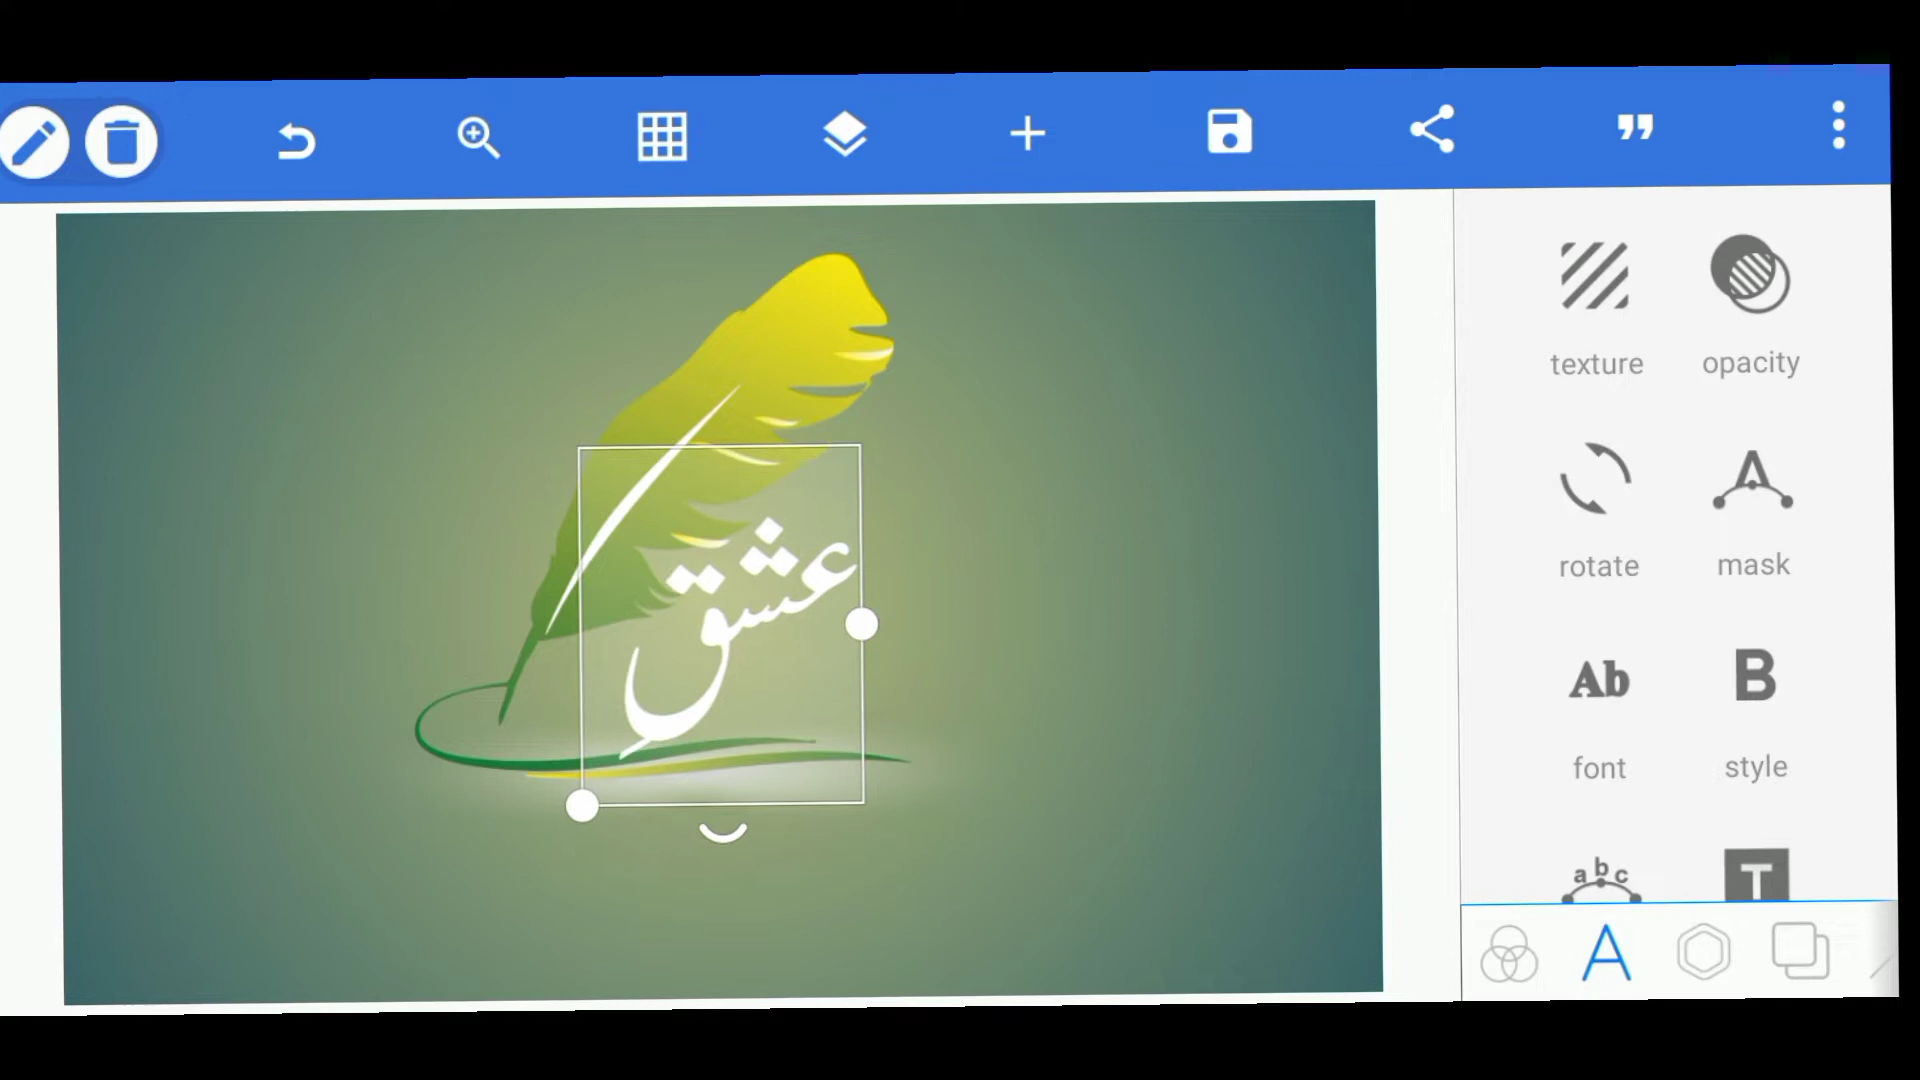 عشقِ
texture opacity
rotate mask
Ab B
font style
a b c T
A